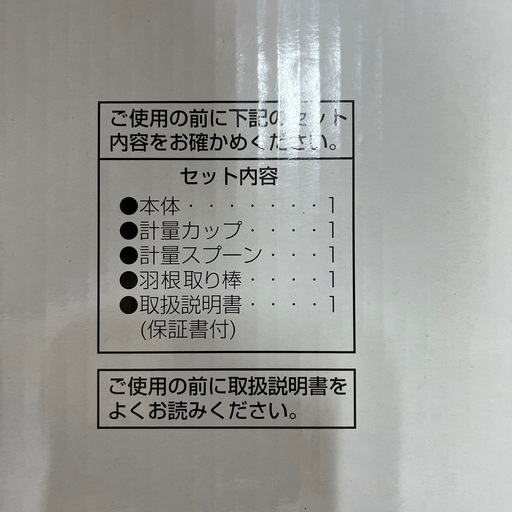 ご使用の前に下記のセット
内容をお確かめください。
セット内容
●本体・・・・・・・1
●計量カップ・・・・1
●計量スプーン・・・1
●羽根取り棒・・・・1
●取扱説明書・・・・1
(保証書付)
ご使用の前に取扱説明書を
よくお読みください。